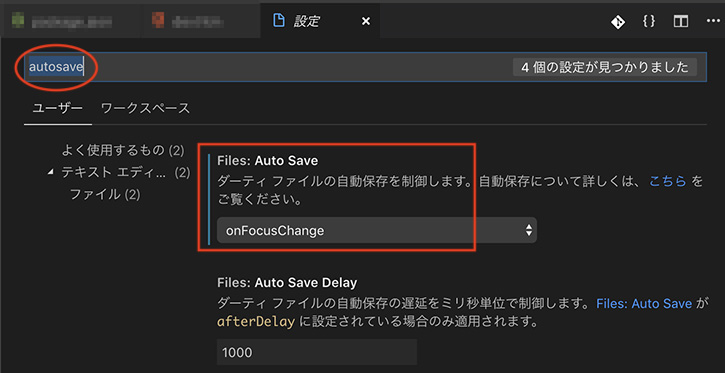 設定
{ }
autosave
4 個の設定が見つかりました
ユーザー ワークスペース
よく使用するもの (2)
テキスト エディ... (2)
ファイル (2)
Files: Auto Save
ダーティ ファイルの自動保存を制御します。自動保存について詳しくは、 こちら を
ご覧ください。
onFocusChange
Files: Auto Save Delay
ダーティ ファイルの自動保存の遅延をミリ秒単位で制御します。Files: Auto Save が
afterDelay に設定されている場合のみ適用されます。
1000